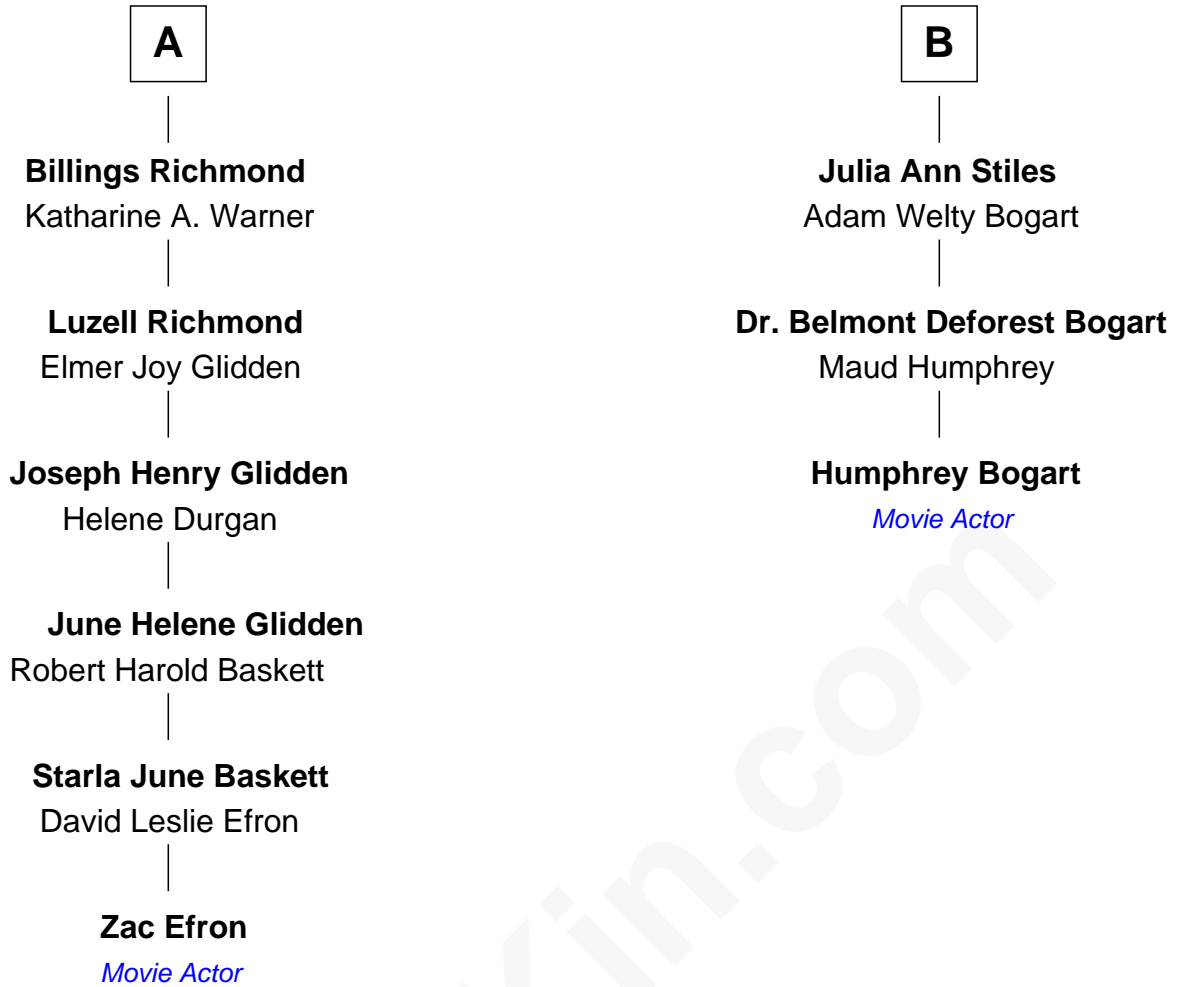 A
Billings Richmond
Katharine A. Warner
Luzell Richmond
Elmer Joy Glidden
Joseph Henry Glidden
Helene Durgan
June Helene Glidden
Robert Harold Baskett
Starla June Baskett
David Leslie Efron
Zac Efron
Movie Actor
B
Julia Ann Stiles
Adam Welty Bogart
Dr. Belmont Deforest Bogart
Maud Humphrey
Humphrey Bogart
Movie Actor
Kin.com